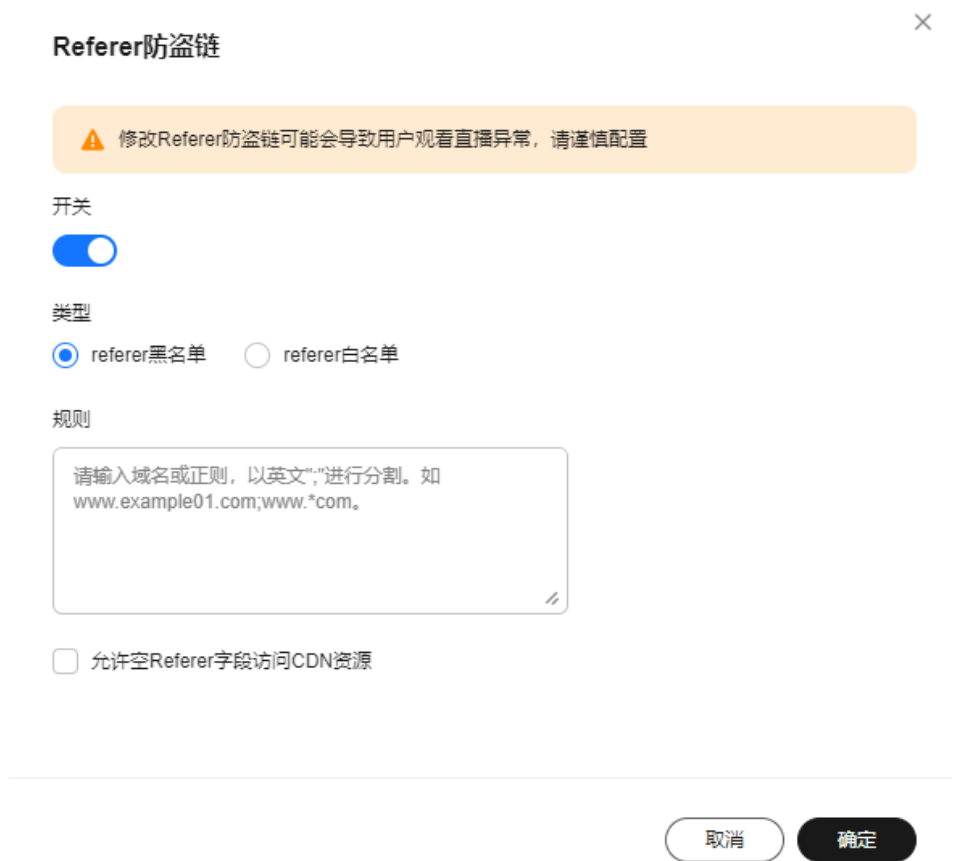 Referer防盗链
修改Referer防盗链可能会导致用户观看直播异常，请谨慎配置
开关
类型
referer黑名单 referer白名单
规则
请输入域名或正则，以英文";"进行分割。如
www.example01.com;www.*com。
允许空Referer字段访问CDN资源
取消 确定